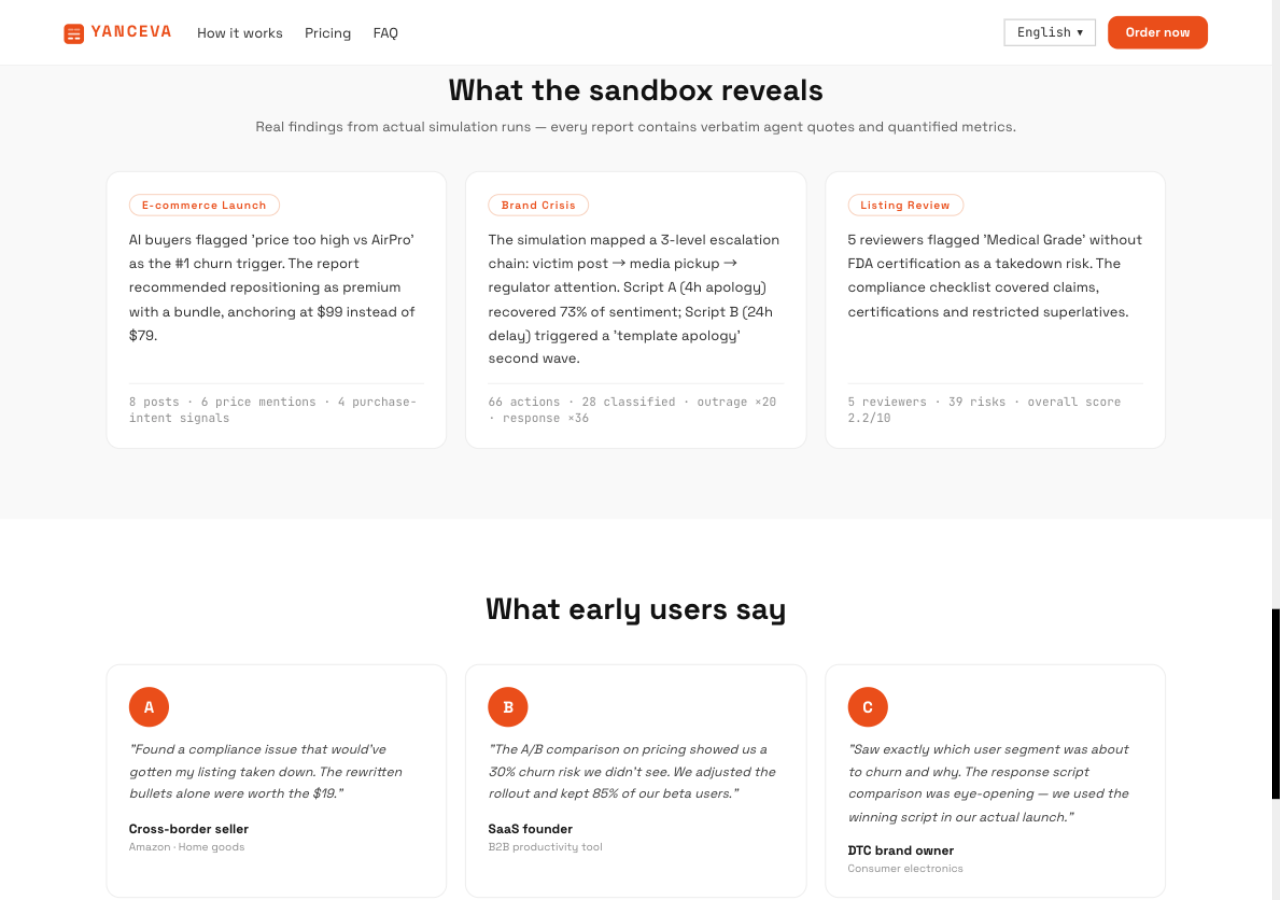 YANCEVA
How it works
Pricing
FAQ
English ▾
Order now
What the sandbox reveals
Real findings from actual simulation runs — every report contains verbatim agent quotes and quantified metrics.
E-commerce Launch
AI buyers flagged 'price too high vs AirPro'
as the #1 churn trigger. The report
recommended repositioning as premium
with a bundle, anchoring at $99 instead of
$79.
8 posts · 6 price mentions · 4 purchase-
intent signals
Brand Crisis
The simulation mapped a 3-level escalation
chain: victim post → media pickup →
regulator attention. Script A (4h apology)
recovered 73% of sentiment; Script B (24h
delay) triggered a 'template apology'
second wave.
66 actions · 28 classified · outrage ×20
· response ×36
Listing Review
5 reviewers flagged 'Medical Grade' without
FDA certification as a takedown risk. The
compliance checklist covered claims,
certifications and restricted superlatives.
5 reviewers · 39 risks · overall score
2.2/10
What early users say
A
"Found a compliance issue that would've
gotten my listing taken down. The rewritten
bullets alone were worth the $19."
Cross-border seller
Amazon · Home goods
B
"The A/B comparison on pricing showed us a
30% churn risk we didn't see. We adjusted the
rollout and kept 85% of our beta users."
SaaS founder
B2B productivity tool
C
"Saw exactly which user segment was about
to churn and why. The response script
comparison was eye-opening — we used the
winning script in our actual launch."
DTC brand owner
Consumer electronics